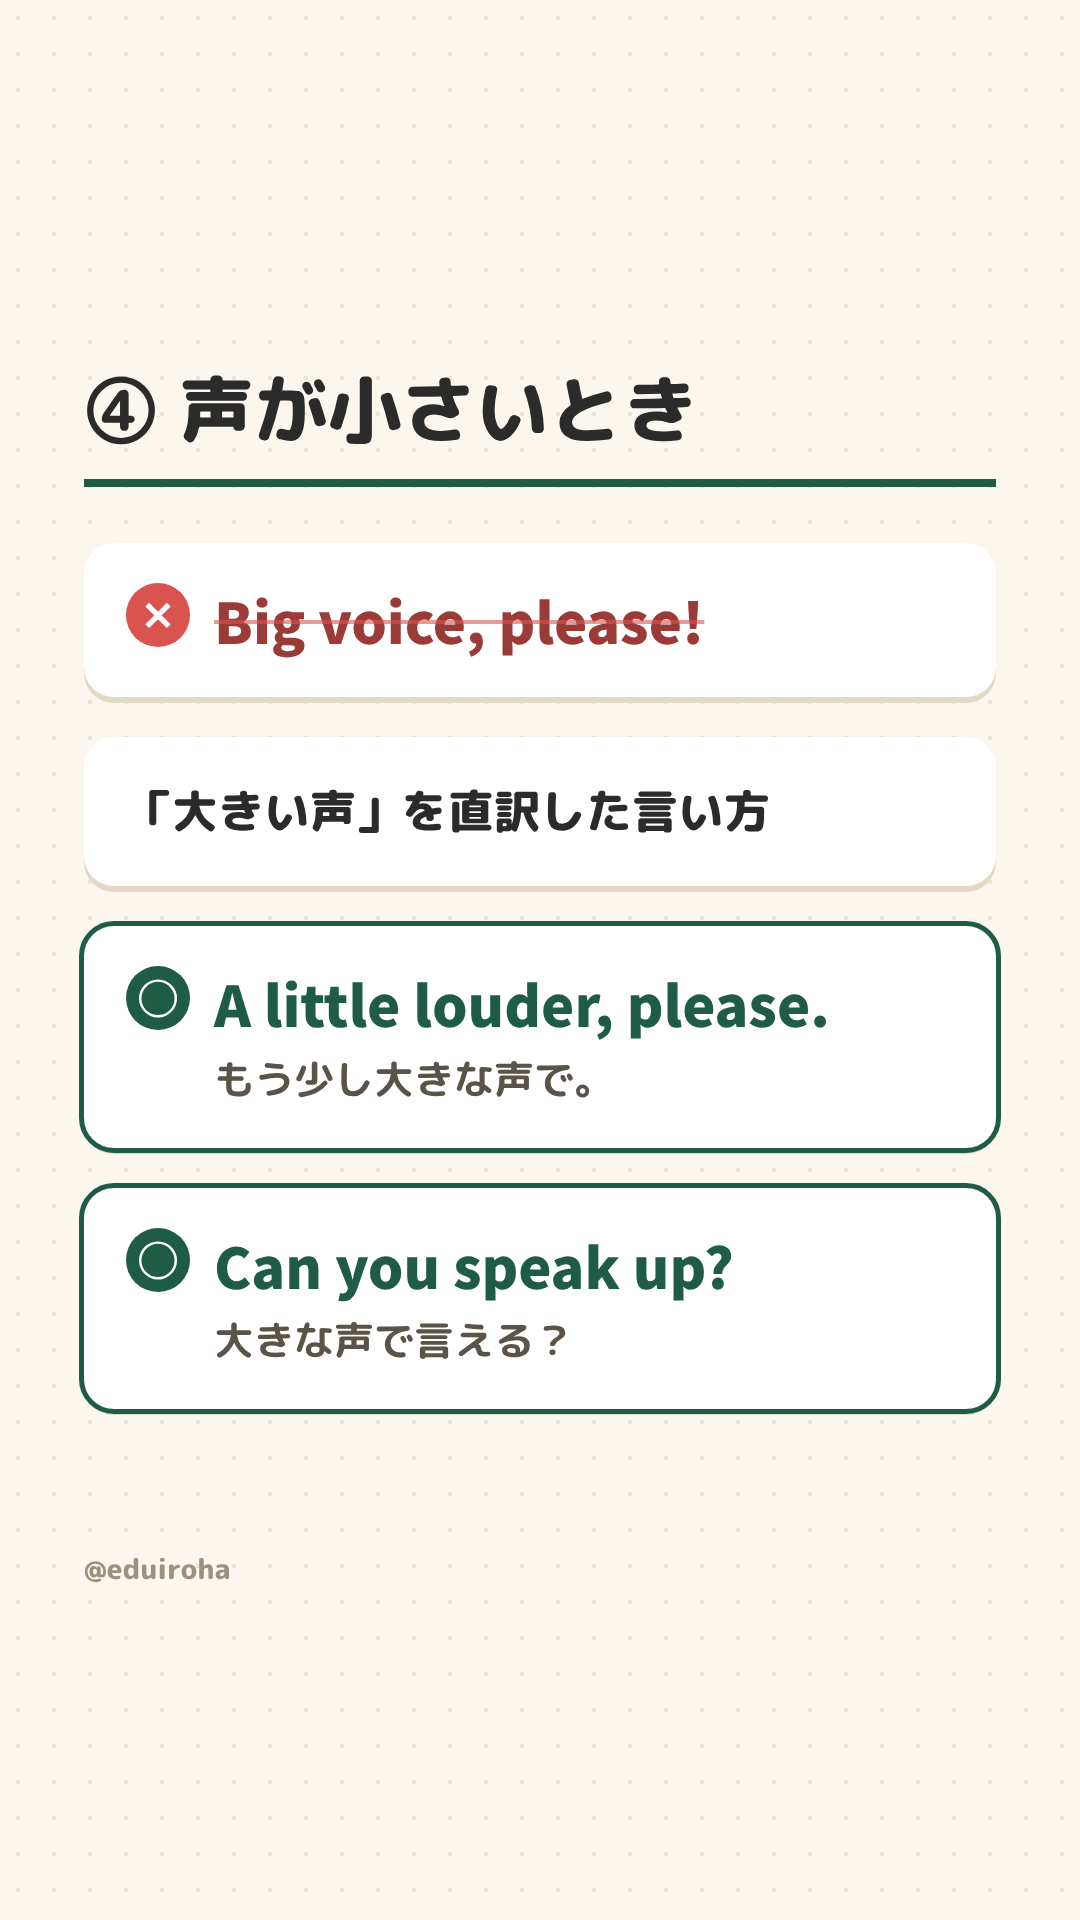 ④ 声が小さいとき
× Big voice, please!
「大きい声」を直訳した言い方
○ A little louder, please.
もう少し大きな声で。
○ Can you speak up?
大きな声で言える？
@eduiroha